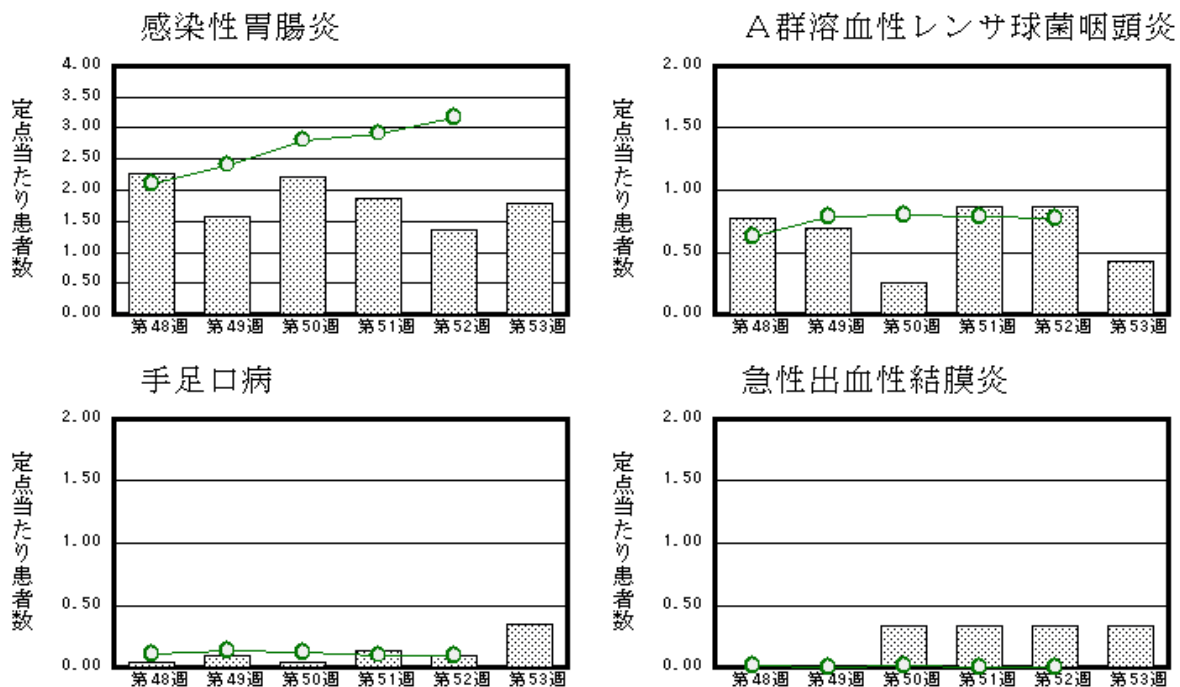 感染性胃腸炎
定点当たり患者数
4.00
3.50
3.00
2.50
2.00
1.50
1.00
0.50
0.00
第48週 第49週 第50週 第51週 第52週 第53週
A群溶血性レンサ球菌咽頭炎
定点当たり患者数
2.00
1.50
1.00
0.50
0.00
第48週 第49週 第50週 第51週 第52週 第53週
手足口病
定点当たり患者数
2.00
1.50
1.00
0.50
0.00
第48週 第49週 第50週 第51週 第52週 第53週
急性出血性結膜炎
定点当たり患者数
2.00
1.50
1.00
0.50
0.00
第48週 第49週 第50週 第51週 第52週 第53週